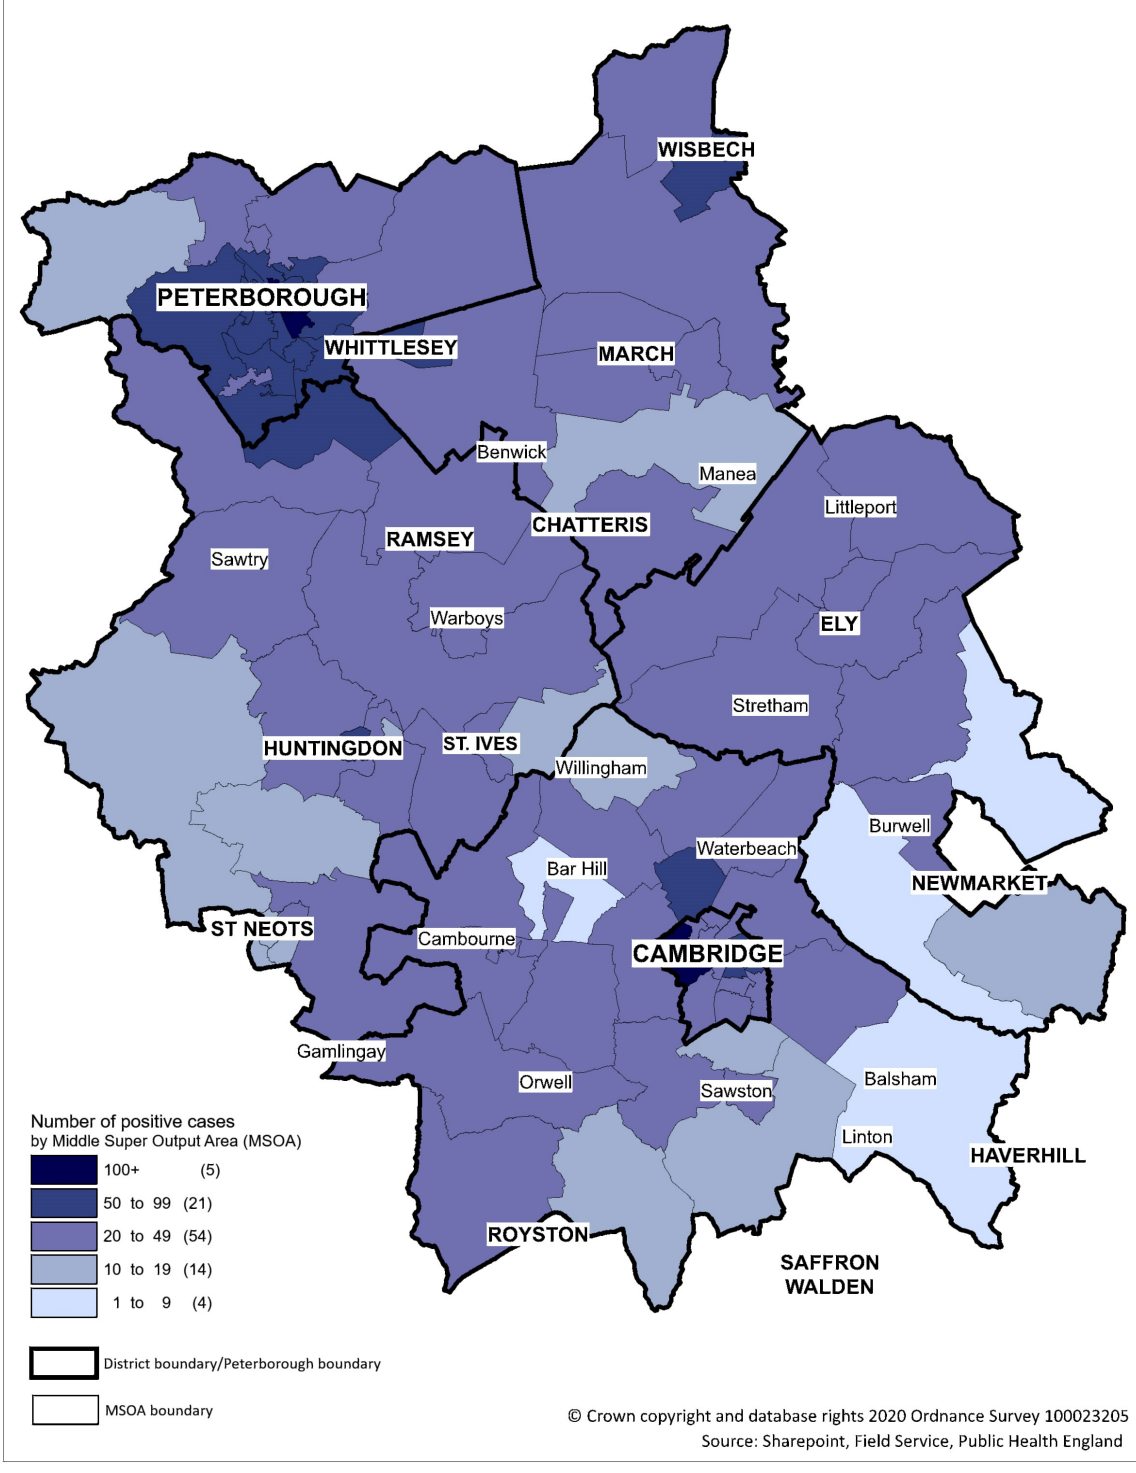 WISBECH
PETERBOROUGH
WHITTLESEY
MARCH
Benwick
Manea
Littleport
CHATTERIS
RAMSEY
Sawtry
Warboys
ELY
Stretham
HUNTINGDON
ST. IVES
Willingham
Burwell
Waterbeach
Bar Hill
NEWMARKET
ST NEOTS
Cambourne
CAMBRIDGE
Gamlingay
Orwell
Sawston
Balsham
Linton
HAVERHILL
ROYSTON
SAFFRON
WALDEN
Number of positive cases
by Middle Super Output Area (MSOA)
100+ (5)
50 to 99 (21)
20 to 49 (54)
10 to 19 (14)
1 to 9 (4)
District boundary/Peterborough boundary
MSOA boundary
© Crown copyright and database rights 2020 Ordnance Survey 100023205
Source: Sharepoint, Field Service, Public Health England